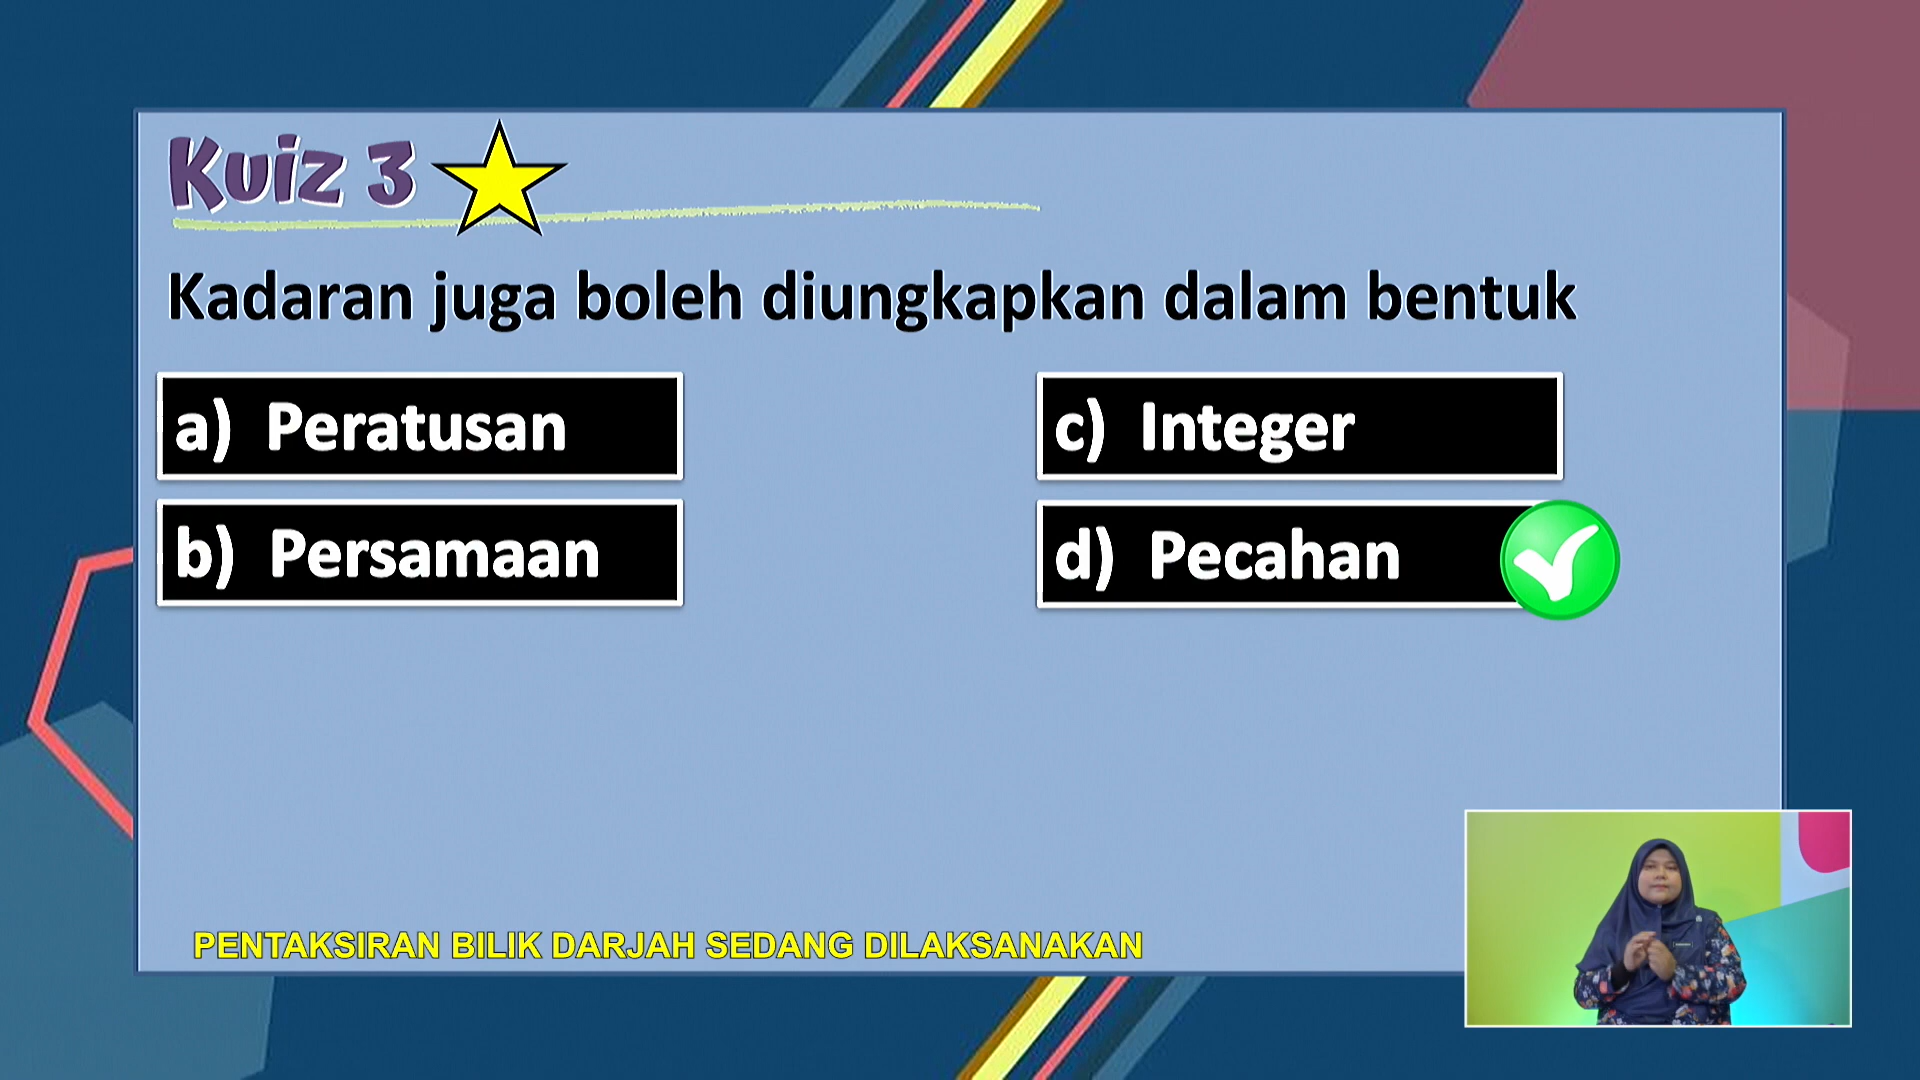 Kuiz 3
Kadaran juga boleh diungkapkan dalam bentuk
a) Peratusan
b) Persamaan
c) Integer
d) Pecahan
PENTAKSIRAN BILIK DARJAH SEDANG DILAKSANAKAN